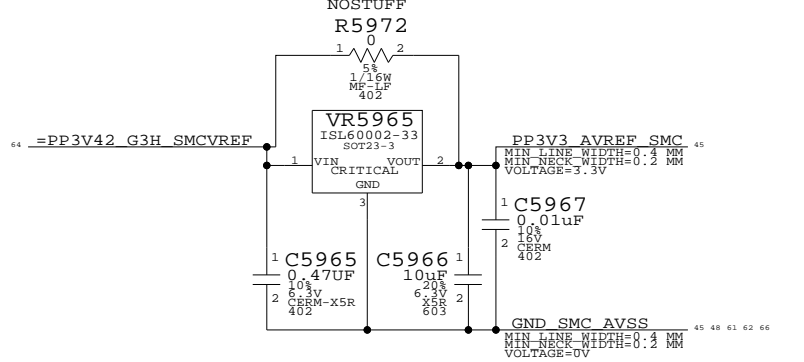 NOSTUFF
R5972
0
1 2
5%
1/16W
MF-LF
402
64 =PP3V42_G3H_SMCVREF
VR5965
ISL60002-33
SOT23-3
1 VIN VOUT 2
CRITICAL
GND
3
PP3V3_AVREF_SMC 45
MIN_LINE_WIDTH=0.4 MM
MIN_NECK_WIDTH=0.2 MM
VOLTAGE=3.3V
1 C5967
0.01uF
10%
16V
2 CERM
402
1 C5965
0.47UF
10%
6.3V
2 CERM-X5R
402
C5966 1
10uF
20%
6.3V
X5R 2
603
GND_SMC_AVSS 45 48 61 62 66
MIN_LINE_WIDTH=0.4 MM
MIN_NECK_WIDTH=0.2 MM
VOLTAGE=0V